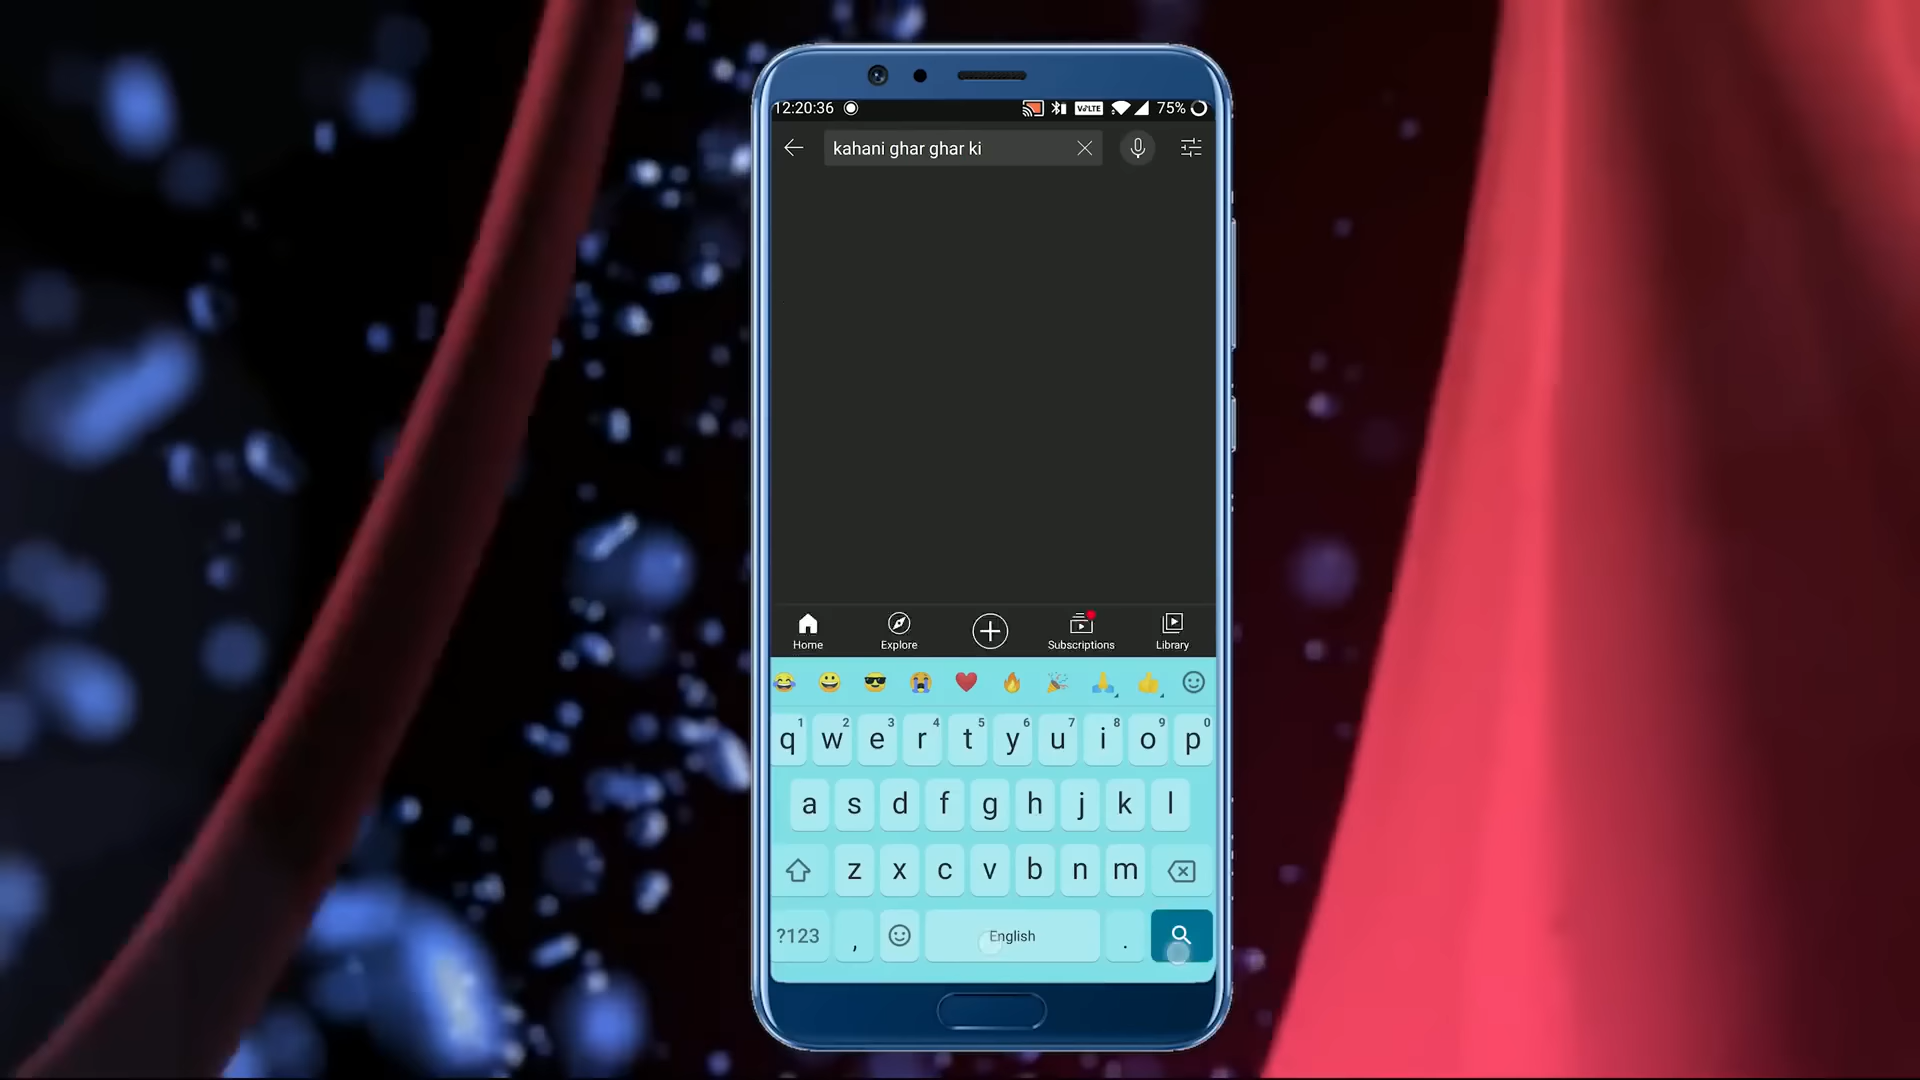 12:20:36 VoLTE 75%
kahani ghar ghar ki
Home Explore Subscriptions Library
1 2 3 4 5 6 7 8 9 0
q w e r t y u i o p
a s d f g h j k l
z x c v b n m
?123 , English .